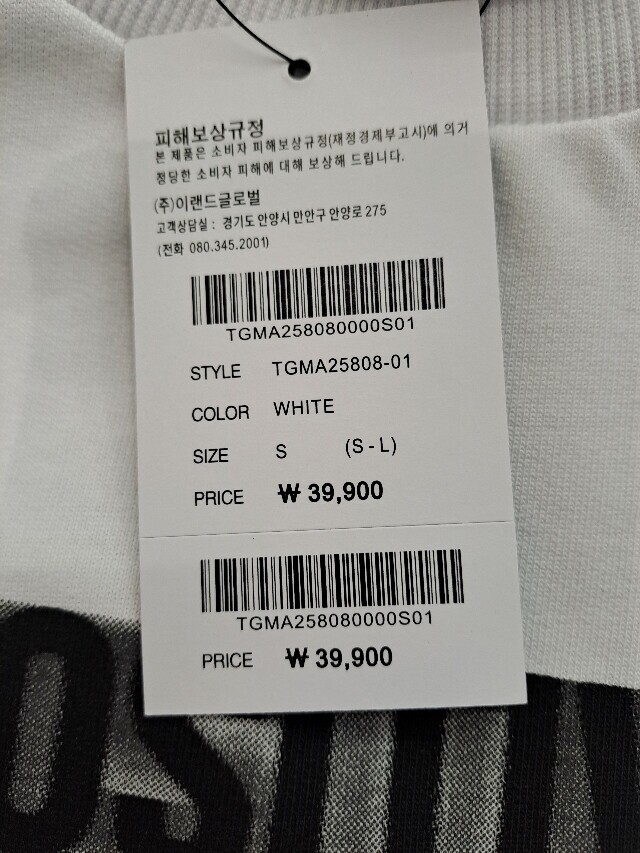 피해보상규정
본 제품은 소비자 피해보상규정(재정경제부고시)에 의거
정당한 소비자 피해에 대해 보상해 드립니다.
(주)이랜드글로벌
고객상담실 : 경기도 안양시 만안구 안양로 275
(전화 080.345.2001)
TGMA258080000S01
STYLE TGMA25808-01
COLOR WHITE
SIZE S (S - L)
PRICE ₩ 39,900
TGMA258080000S01
PRICE ₩ 39,900